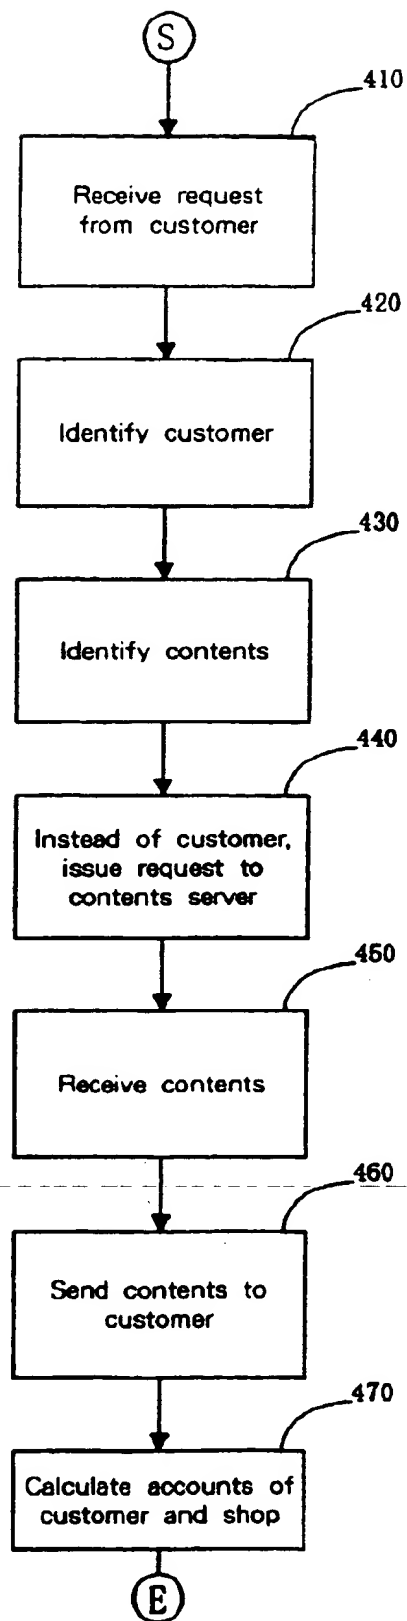 S
410
Receive request
from customer
420
Identify customer
430
Identify contents
440
Instead of customer,
issue request to
contents server
450
Receive contents
460
Send contents to
customer
470
Calculate accounts of
customer and shop
E